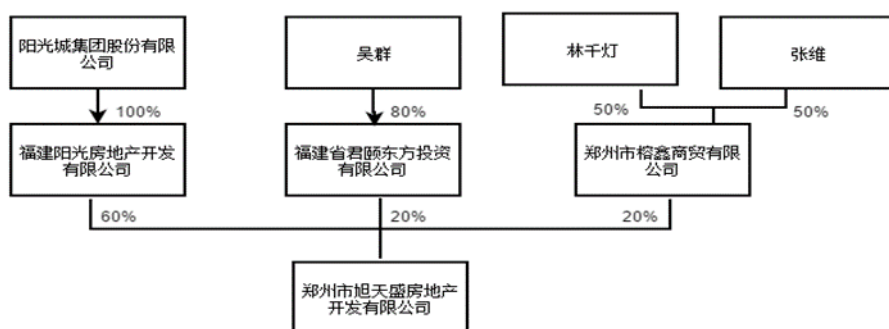 阳光城集团股份有限
公司
吴群
林千灯
张维
100%
80%
50%
50%
福建阳光房地产开发
有限公司
福建省君颐东方投资
有限公司
郑州市榕鑫商贸有限
公司
60%
20%
20%
郑州市旭天盛房地产
开发有限公司